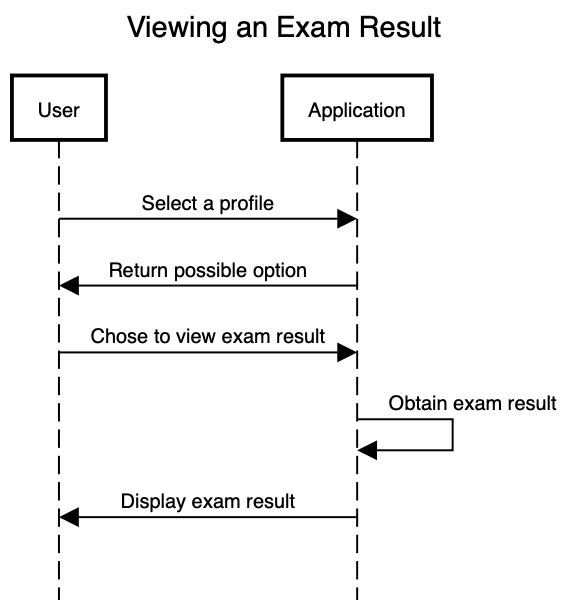 Viewing an Exam Result
User
Application
Select a profile
Return possible option
Chose to view exam result
Obtain exam result
Display exam result